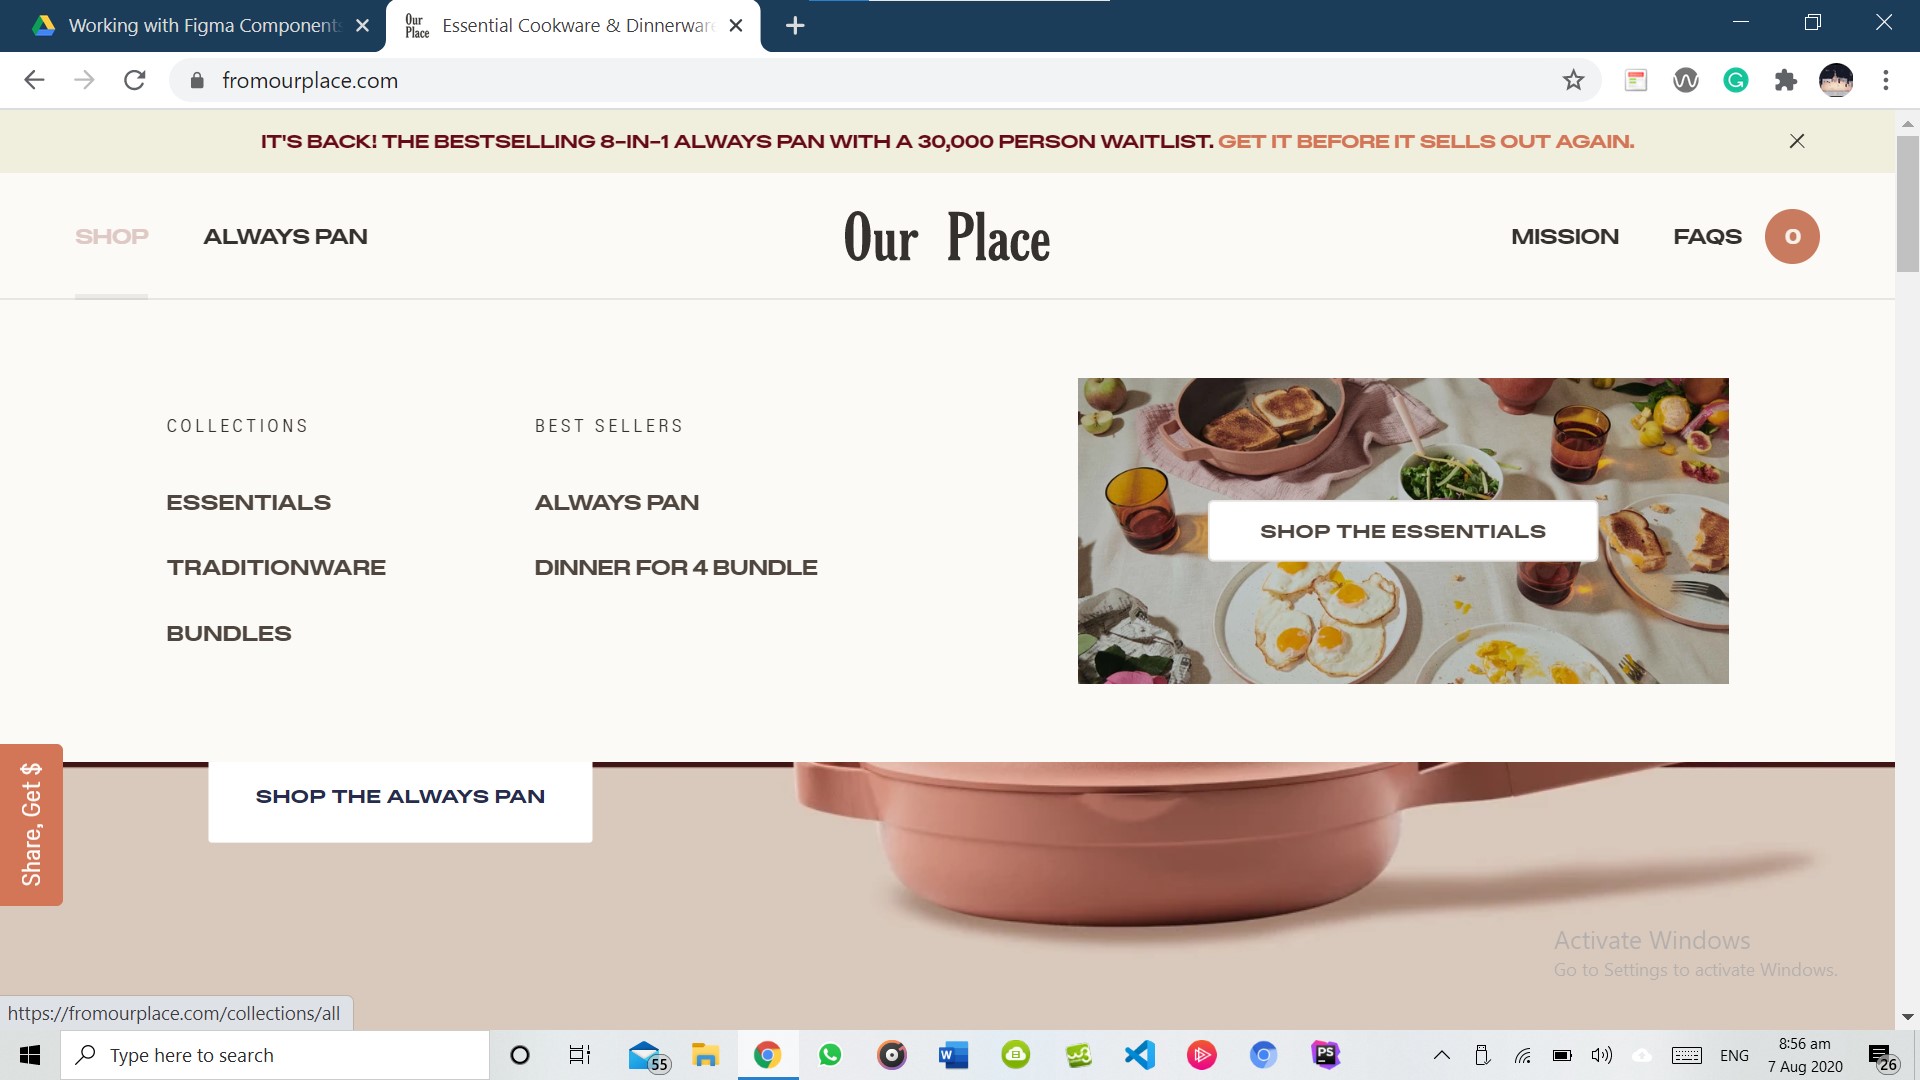 Working with Figma Components
Our Place
Essential Cookware & Dinnerware
fromourplace.com
IT'S BACK! THE BESTSELLING 8-IN-1 ALWAYS PAN WITH A 30,000 PERSON WAITLIST. GET IT BEFORE IT SELLS OUT AGAIN.
SHOP
ALWAYS PAN
Our Place
MISSION
FAQS
0
COLLECTIONS
ESSENTIALS
TRADITIONWARE
BUNDLES
BEST SELLERS
ALWAYS PAN
DINNER FOR 4 BUNDLE
SHOP THE ESSENTIALS
SHOP THE ALWAYS PAN
Share, Get $
Activate Windows
Go to Settings to activate Windows.
https://fromourplace.com/collections/all
Type here to search
55
W
PS
ENG
8:56 am
7 Aug 2020
26